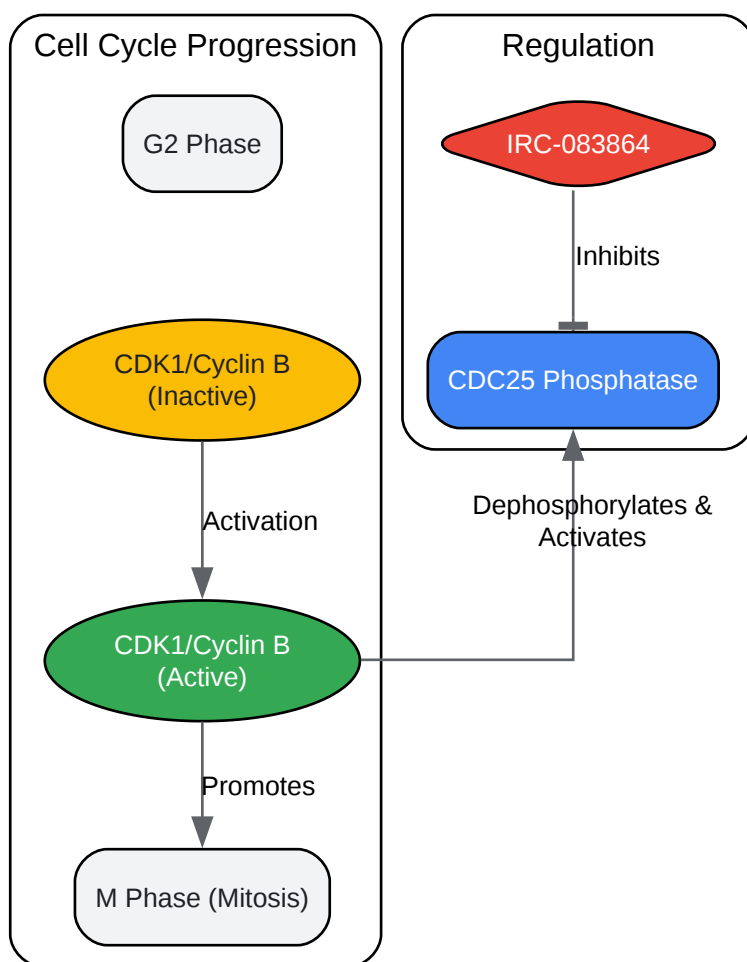 Cell Cycle Progression
G2 Phase
CDK1/Cyclin B
(Inactive)
Activation
CDK1/Cyclin B
(Active)
Promotes
M Phase (Mitosis)
Regulation
IRC-083864
Inhibits
CDC25 Phosphatase
Dephosphorylates &
Activates